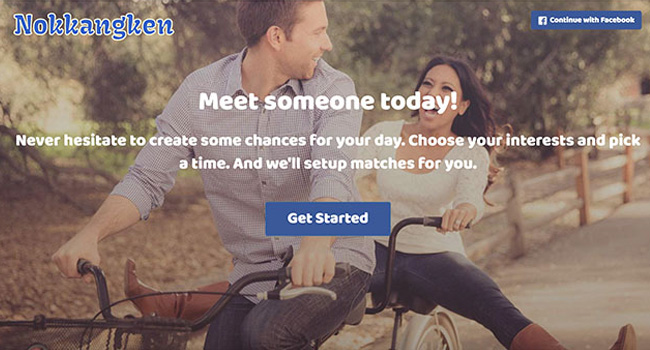 Nokkangken
Continue with Facebook
Meet someone today!
Never hesitate to create some chances for your day. Choose your interests and pick
a time. And we'll setup matches for you.
Get Started